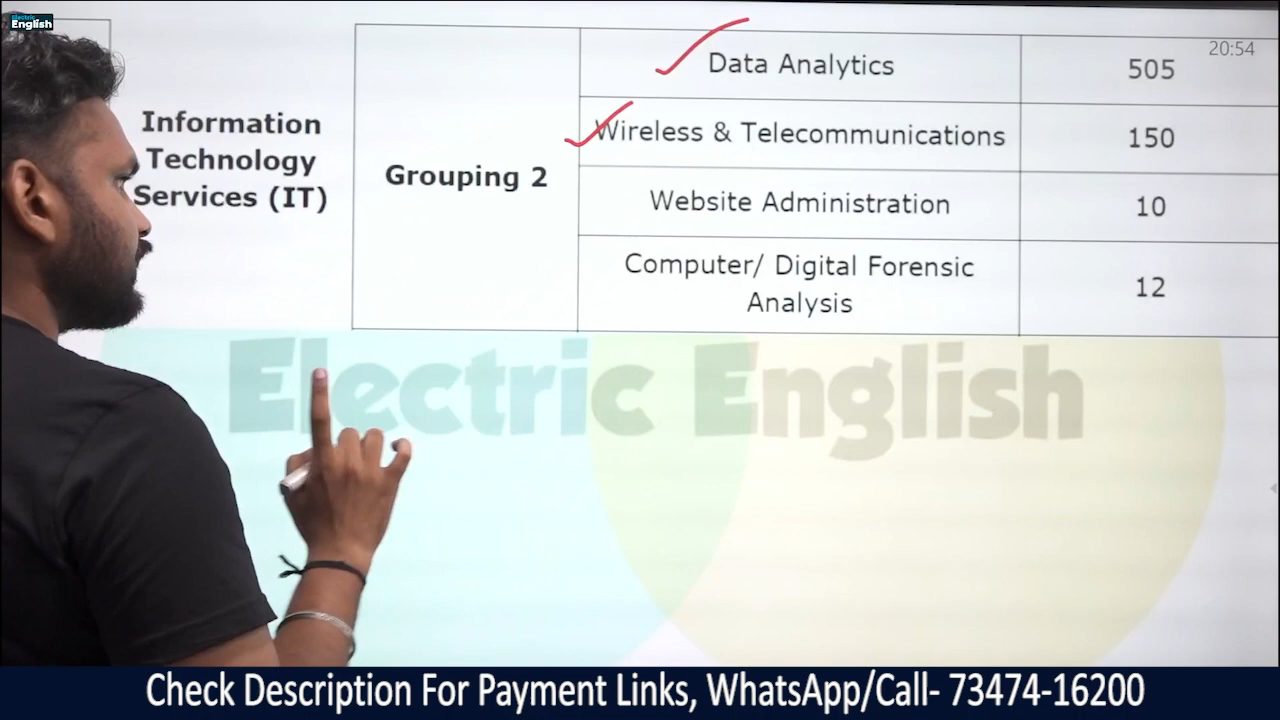 Electric
English
20:54
Information
Technology
Services (IT)
Grouping 2
Data Analytics
505
Wireless & Telecommunications
150
Website Administration
10
Computer/ Digital Forensic
Analysis
12
Electric English
Check Description For Payment Links, WhatsApp/Call- 73474-16200